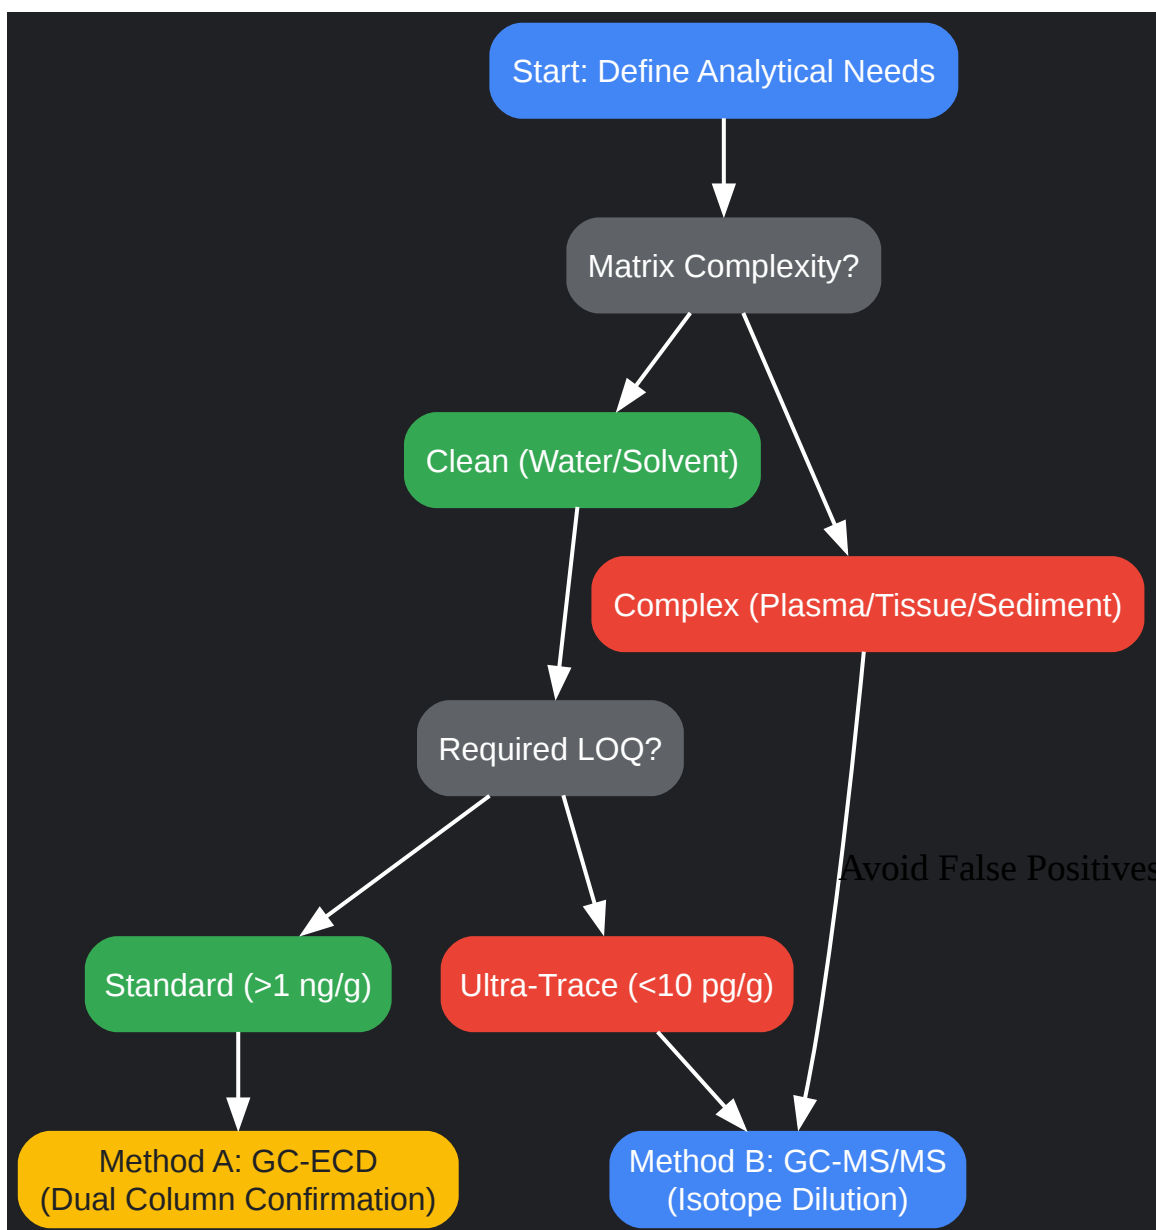 Start: Define Analytical Needs
Matrix Complexity?
Clean (Water/Solvent)
Complex (Plasma/Tissue/Sediment)
Required LOQ?
Avoid False Positives
Standard (>1 ng/g)
Ultra-Trace (<10 pg/g)
Method A: GC-ECD
(Dual Column Confirmation)
Method B: GC-MS/MS
(Isotope Dilution)